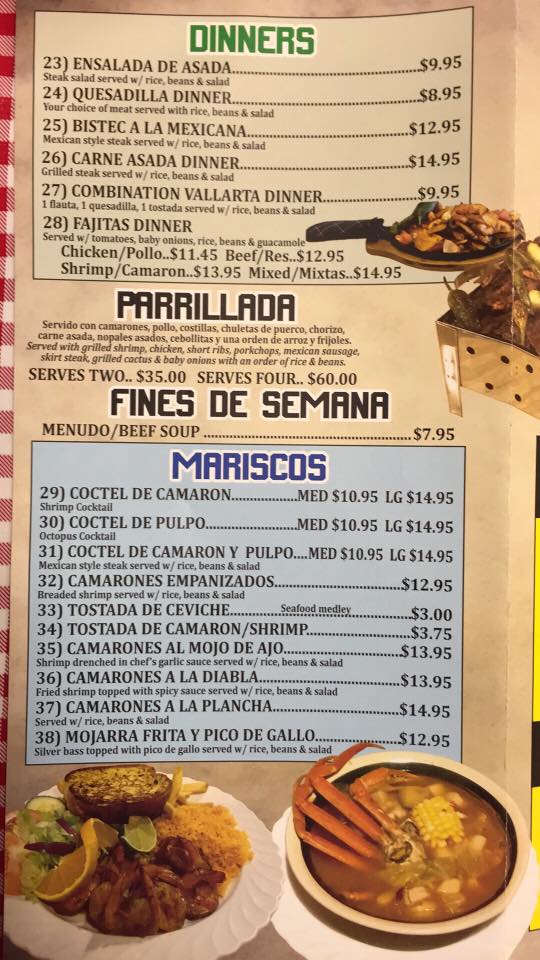 DINNERS
23) ENSALADA DE ASADA..........$9.95
Steak salad served w/ rice, beans & salad
24) QUESADILLA DINNER..........$8.95
Your choice of meat served with rice, beans & salad
25) BISTEC A LA MEXICANA..........$12.95
Mexican style steak served w/ rice, beans & salad
26) CARNE ASADA DINNER..........$14.95
Grilled steak served w/ rice, beans & salad
27) COMBINATION VALLARTA DINNER..........$9.95
1 flauta, 1 quesadilla, 1 tostada served w/ rice, beans & salad
28) FAJITAS DINNER
Served w/ tomatoes, baby onions, rice, beans & guacamole
Chicken/Pollo..$11.45 Beef/Res..$12.95
Shrimp/Camaron..$13.95 Mixed/Mixtas..$14.95
PARRILLADA
Servido con camarones, pollo, costillas, chuletas de puerco, chorizo,
carne asada, nopales asados, cebollitas y una orden de arroz y frijoles.
Served with grilled shrimp, chicken, short ribs, porkchops, mexican sausage,
skirt steak, grilled cactus & baby onions with an order of rice & beans.
SERVES TWO.. $35.00 SERVES FOUR.. $60.00
FINES DE SEMANA
MENUDO/BEEF SOUP ..........$7.95
MARISCOS
29) COCTEL DE CAMARON..........MED $10.95 LG $14.95
Shrimp Cocktail
30) COCTEL DE PULPO..........MED $10.95 LG $14.95
Octopus Cocktail
31) COCTEL DE CAMARON Y PULPO....MED $10.95 LG $14.95
Mexican style steak served w/ rice, beans & salad
32) CAMARONES EMPANIZADOS..........$12.95
Breaded shrimp served w/ rice, beans & salad
33) TOSTADA DE CEVICHE..........Seafood medley..........$3.00
34) TOSTADA DE CAMARON/SHRIMP..........$3.75
35) CAMARONES AL MOJO DE AJO..........$13.95
Shrimp drenched in chef's garlic sauce served w/ rice, beans & salad
36) CAMARONES A LA DIABLA..........$13.95
Fried shrimp topped with spicy sauce served w/ rice, beans & salad
37) CAMARONES A LA PLANCHA..........$14.95
Served w/ rice, beans & salad
38) MOJARRA FRITA Y PICO DE GALLO..........$12.95
Silver bass topped with pico de gallo served w/ rice, beans & salad